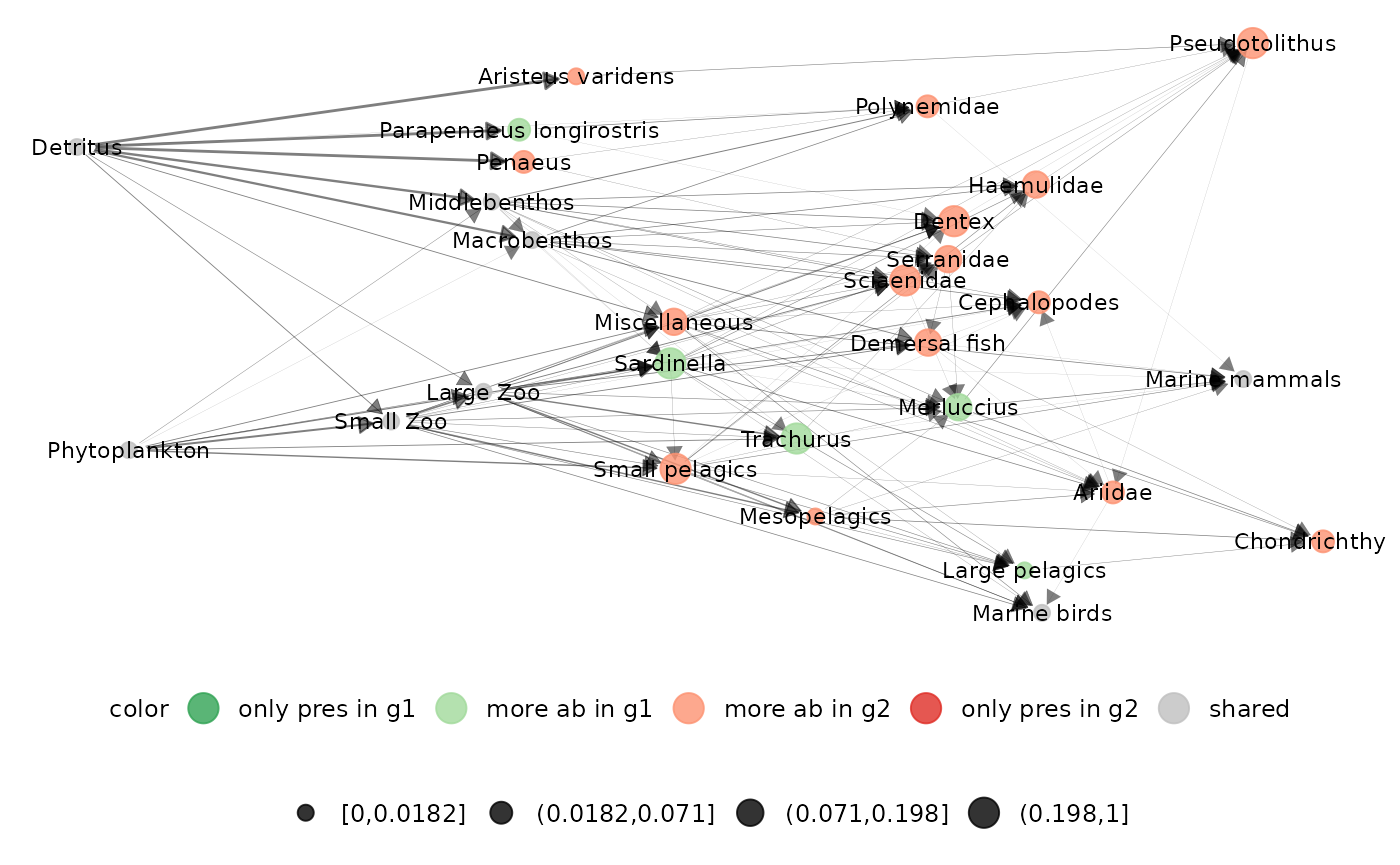 Pseudotolithus
Aristeus varidens
Polynemidae
Parapenaeus longirostris
Detritus
Penaeus
Haemulidae
Middlebenthos
Dentex
Macrobenthos
Serranidae
Sciaenidae
Cephalopodes
Miscellaneous
Demersal fish
Sardinella
Marine mammals
Large Zoo
Merluccius
Small Zoo
Trachurus
Phytoplankton
Small pelagics
Ariidae
Mesopelagics
Chondrichthy
Large pelagics
Marine birds
color only pres in g1 more ab in g1 more ab in g2 only pres in g2 shared
[0,0.0182] (0.0182,0.071] (0.071,0.198] (0.198,1]